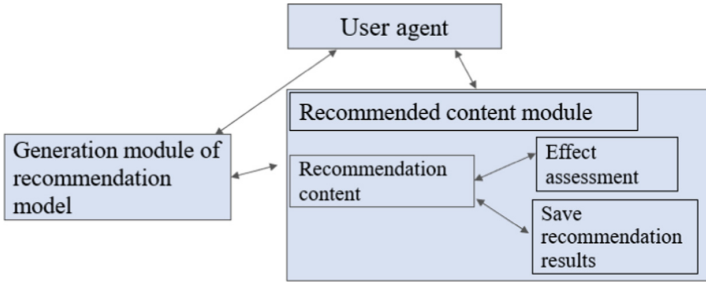 User agent
Recommended content module
Generation module of
recommendation
model
Recommendation
content
Effect
assessment
Save
recommendation
results